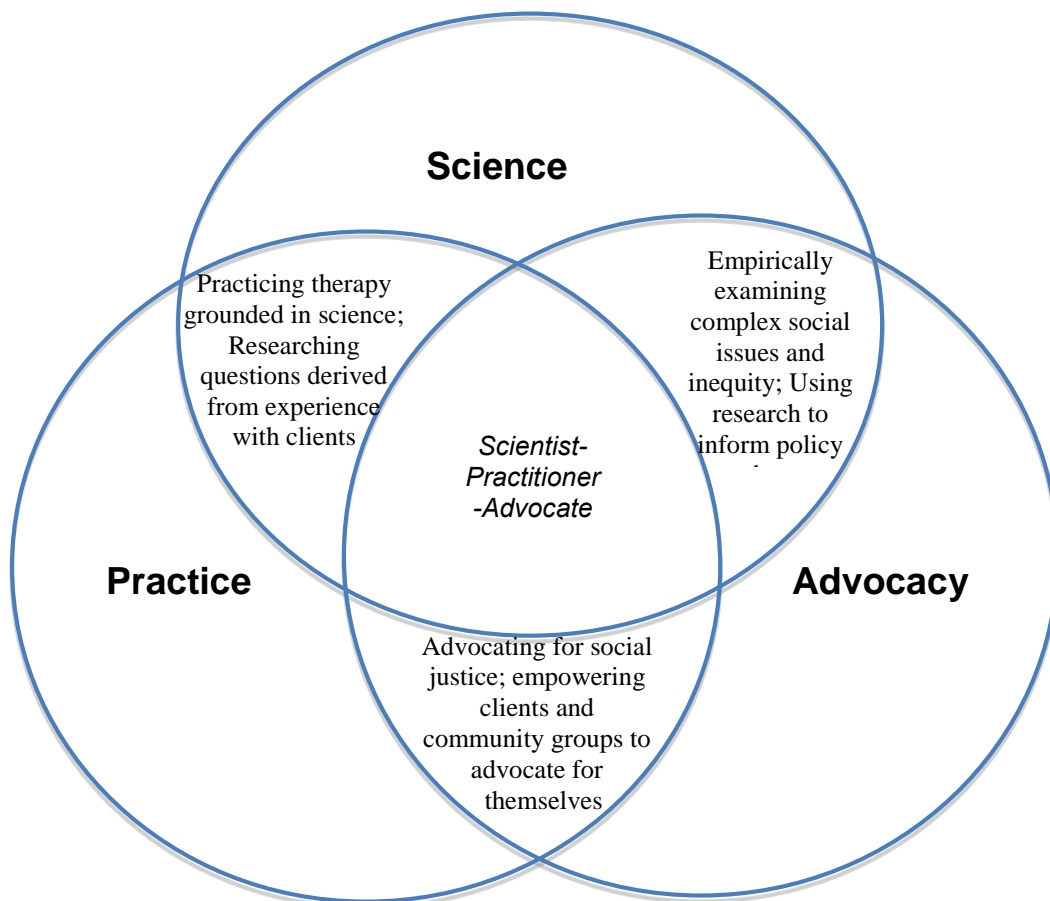 Science
Practicing therapy
grounded in science;
Researching
questions derived
from experience
with clients
Empirically
examining
complex social
issues and
inequity; Using
research to
inform policy
Scientist-
Practitioner
-Advocate
Practice
Advocacy
Advocating for social
justice; empowering
clients and
community groups to
advocate for
themselves